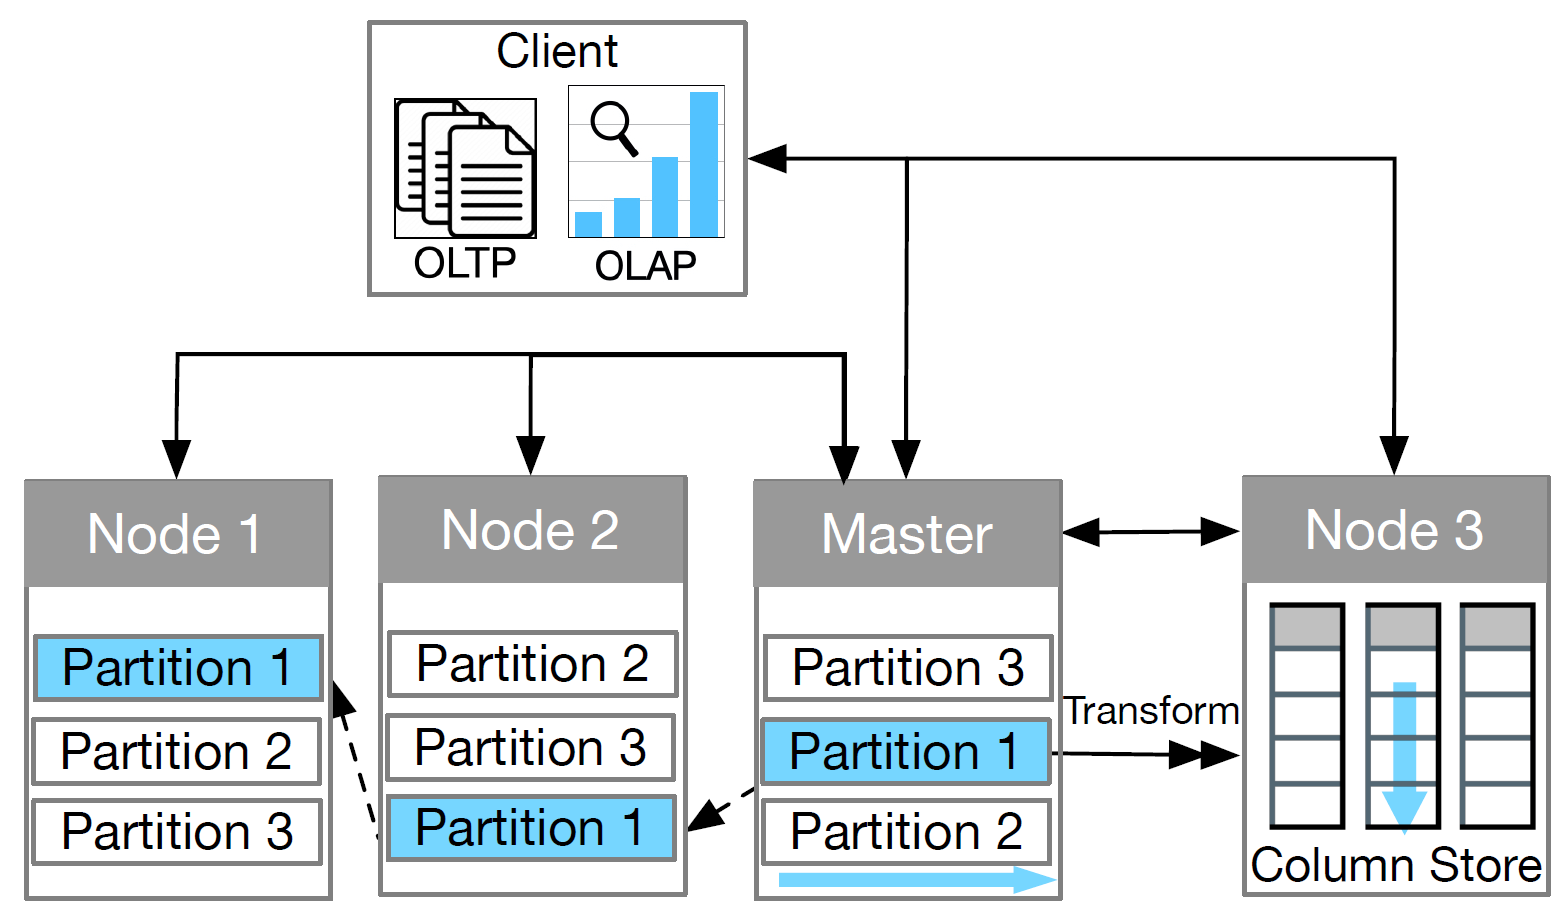 Client
OLTP
OLAP
Node 1
Partition 1
Partition 2
Partition 3
Node 2
Partition 2
Partition 3
Partition 1
Master
Partition 3
Partition 1
Partition 2
Transform
Node 3
Column Store